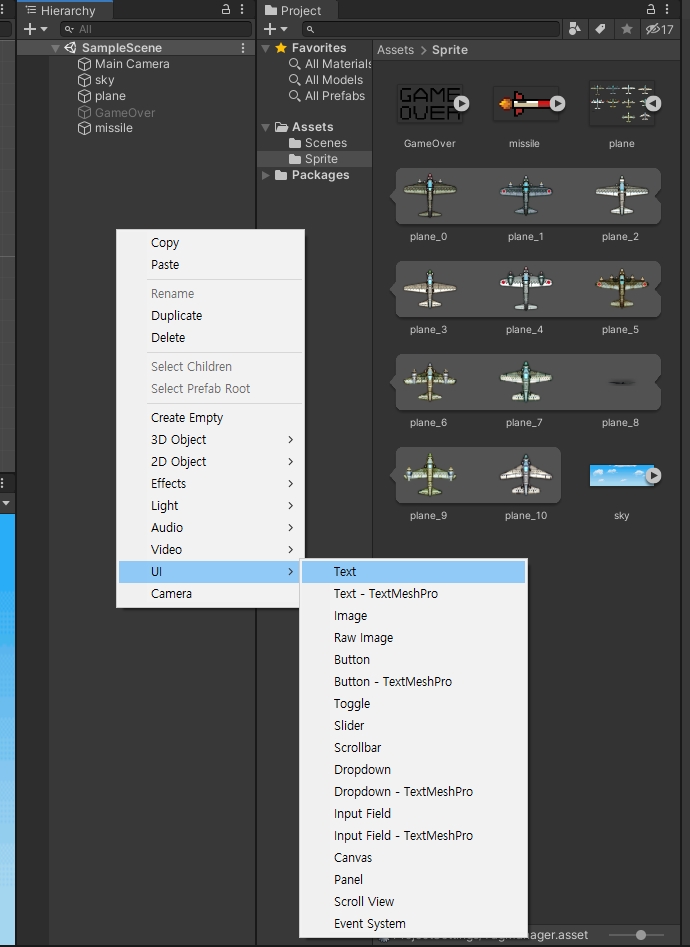 Hierarchy
All
SampleScene
Main Camera
sky
plane
GameOver
missile
Copy
Paste
Rename
Duplicate
Delete
Select Children
Select Prefab Root
Create Empty
3D Object
2D Object
Effects
Light
Audio
Video
UI
Camera
Text
Text - TextMeshPro
Image
Raw Image
Button
Button - TextMeshPro
Toggle
Slider
Scrollbar
Dropdown
Dropdown - TextMeshPro
Input Field
Input Field - TextMeshPro
Canvas
Panel
Scroll View
Event System
Project
17
Favorites
All Materials
All Models
All Prefabs
Assets
Scenes
Sprite
Packages
Assets > Sprite
GAME
OVER
GameOver
missile
plane
plane_0
plane_1
plane_2
plane_3
plane_4
plane_5
plane_6
plane_7
plane_8
plane_9
plane_10
sky